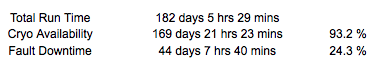 Total Run Time 182 days 5 hrs 29 mins
Cryo Availability 169 days 21 hrs 23 mins 93.2 %
Fault Downtime 44 days 7 hrs 40 mins 24.3 %